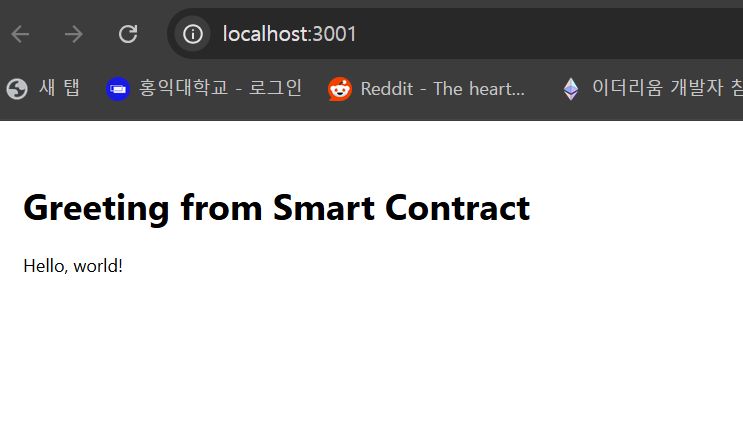 localhost:3001
새 탭 홍익대학교 - 로그인 Reddit - The heart... 이더리움 개발자
Greeting from Smart Contract
Hello, world!